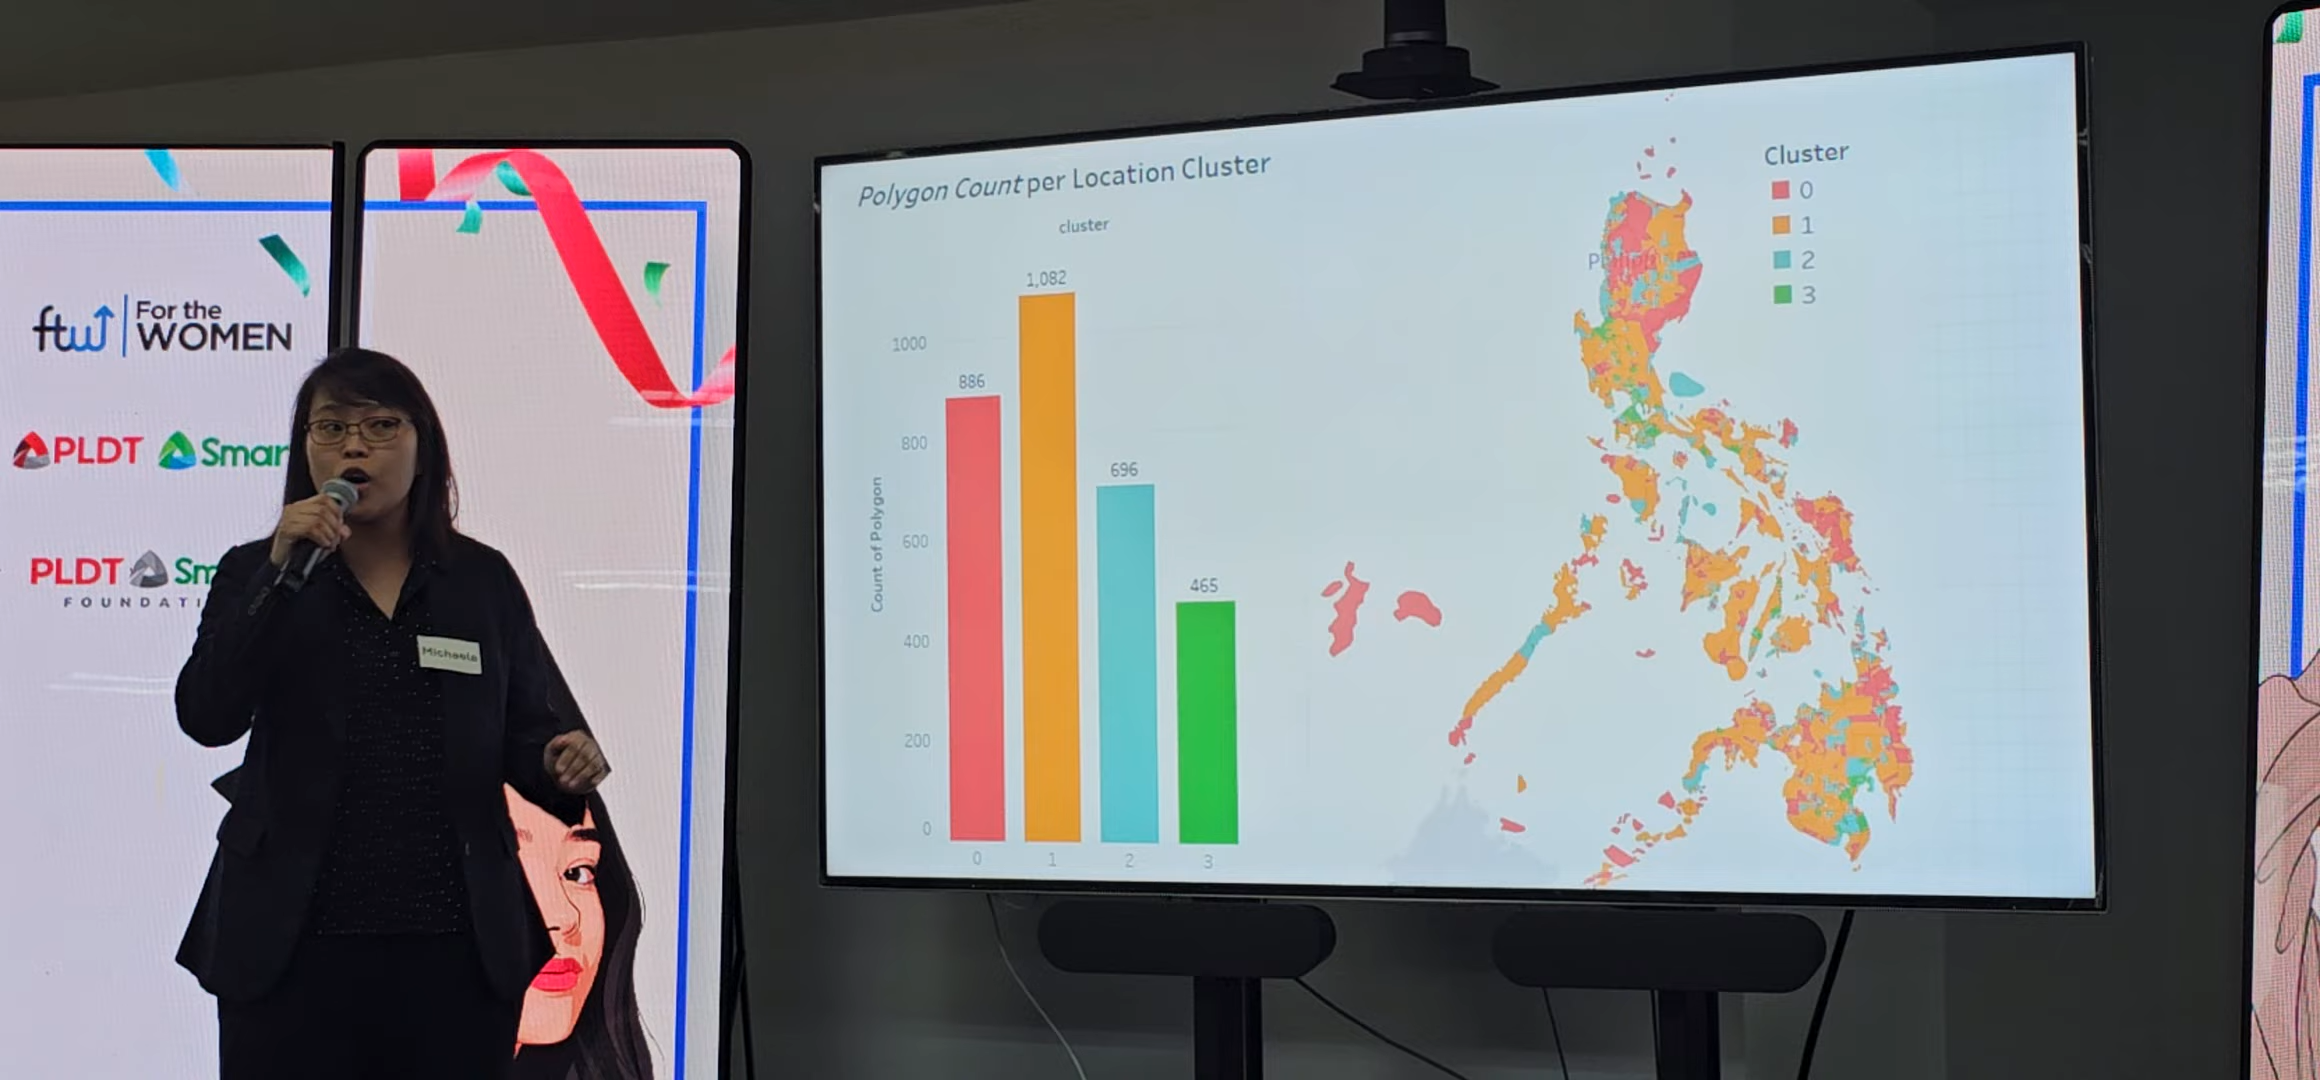 ftw For the
WOMEN
PLDT Smar
PLDT Sm
FOUNDATI
Michaela
Polygon Count per Location Cluster
cluster
Count of Polygon
1000
800
600
400
200
0
886
1,082
696
465
0 1 2 3
Cluster
0
1
2
3